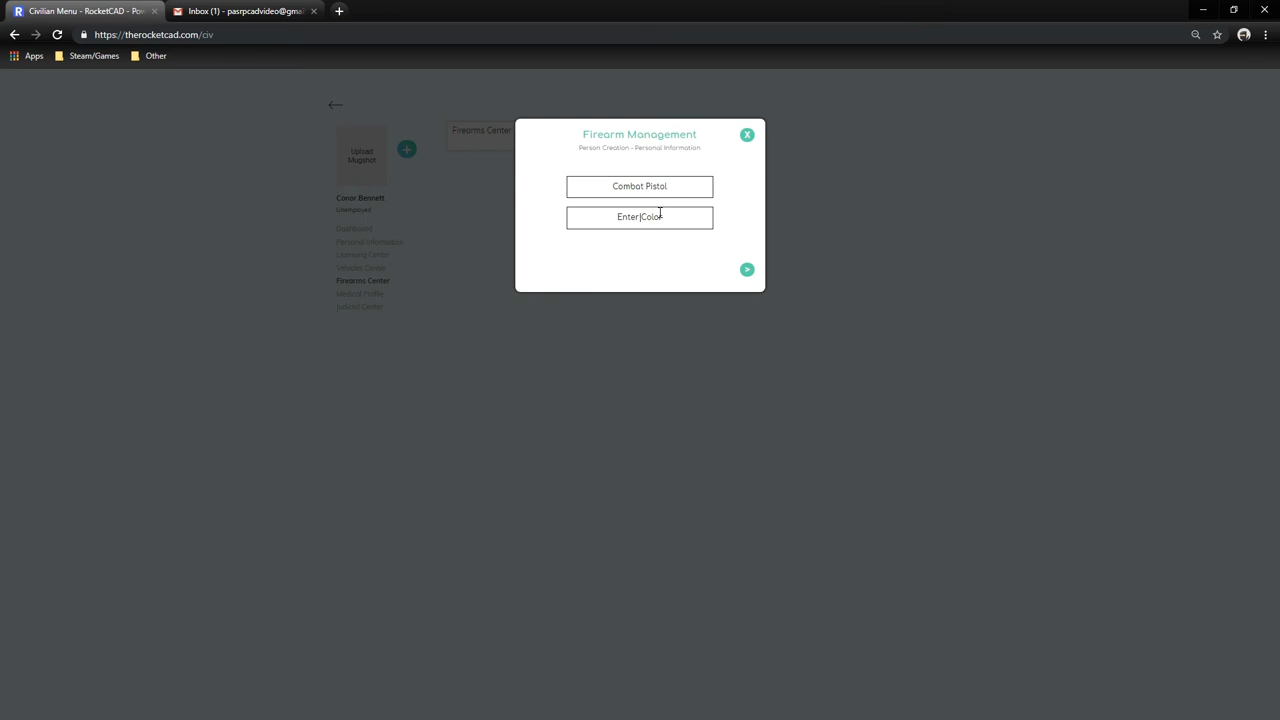 Civilian Menu - RocketCAD - Pow
Inbox (1) - pasrpcadvideo@gmai
https://therocketcad.com/civ
Apps
Steam/Games
Other
Upload
Mugshot
Conor Bennett
Unemployed
Dashboard
Personal Information
Licensing Center
Vehicles Center
Firearms Center
Medical Profile
Judicial Center
Firearms Center
Firearm Management
X
Person Creation - Personal Information
Combat Pistol
Enter Color
>